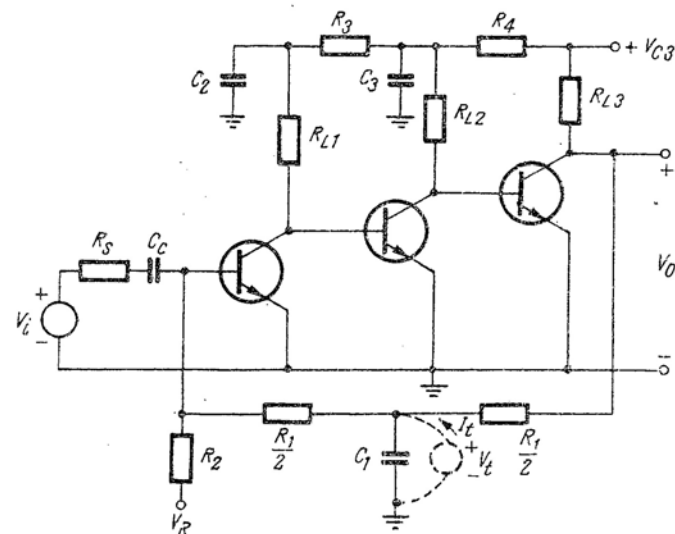 R3
R4
+ VC3
C2
C3
RL1
RL2
RL3
+
RS
CC
+
Vi
-
V0
-
R1
2
It
+
Vt
-
R1
2
C1
R2
VR